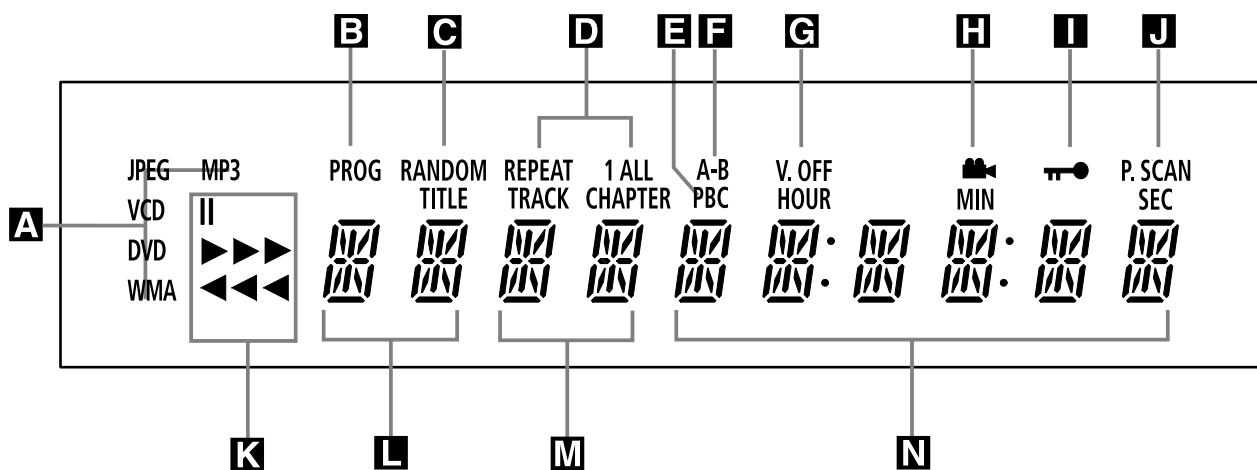 B C D E F G H I J
JPEG MP3 PROG RANDOM REPEAT 1 ALL A-B V. OFF P. SCAN
TITLE TRACK CHAPTER PBC HOUR MIN SEC
A VCD
DVD
WMA
K L M N